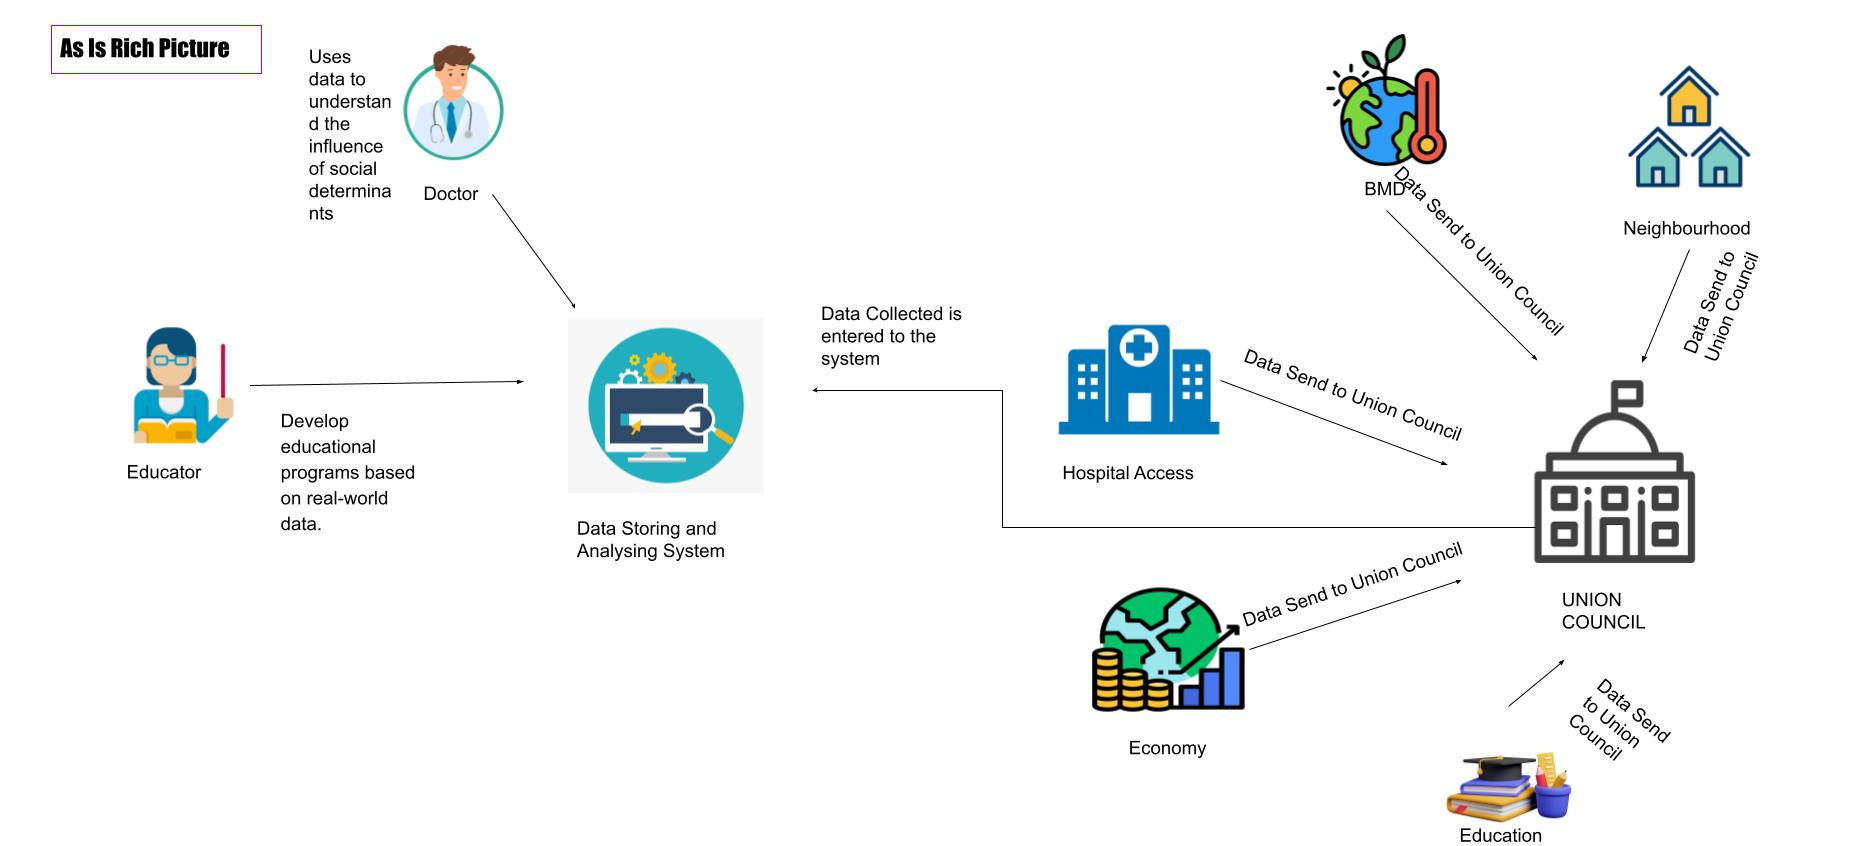 As Is Rich Picture
Uses
data to
understan
d the
influence
of social
determina
nts
Doctor
BMD
Data Send to Union Council
Neighbourhood
Data Send to
Union Council
Educator
Develop
educational
programs based
on real-world
data.
Data Storing and
Analysing System
Data Collected is
entered to the
system
Hospital Access
Data Send to Union Council
Data Send to Union Council
Economy
UNION
COUNCIL
Data Send
to Union
Council
Education